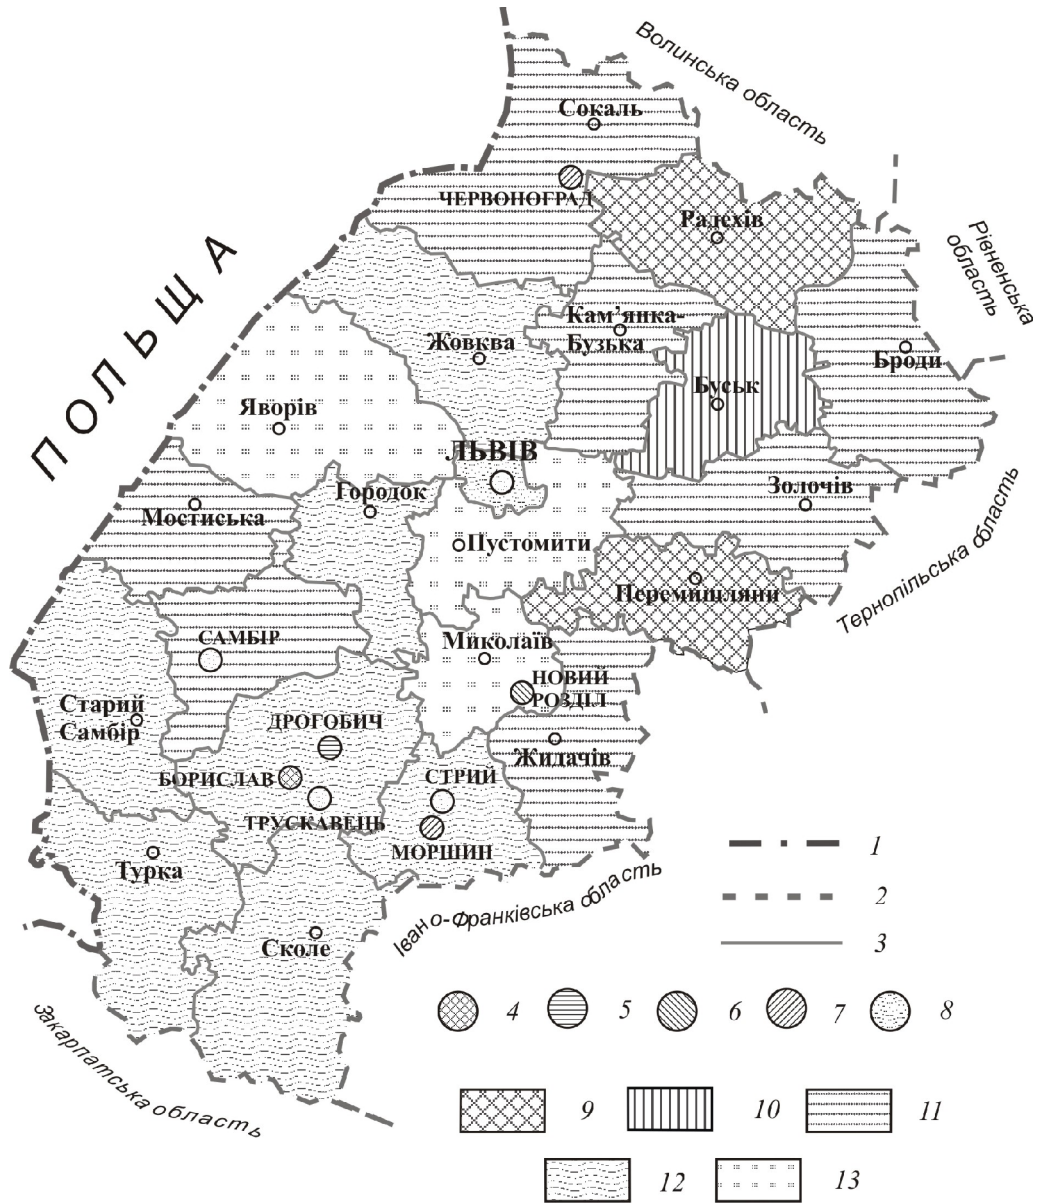 Волинська область
Сокаль
ЧЕРВОНОГРАД
Радехів
Рівненська
область
ПОЛЬЩА
Кам’янка-
Бузька
Жовква
Броди
Буськ
Яворів
ЛЬВІВ
Городок
Золочів
Мостиська
Пустомити
Тернопільська область
Перемишляни
САМБІР
Миколаїв
НОВИЙ
РОЗДІЛ
Старий
Самбір
ДРОГОБИЧ
Жидачів
БОРИСЛАВ
СТРИЙ
ТРУСКАВЕЦЬ
МОРШИН
Турка
1
2
Івано-Франківська область
3
Сколе
4
5
6
7
8
Закарпатська область
9
10
11
12
13